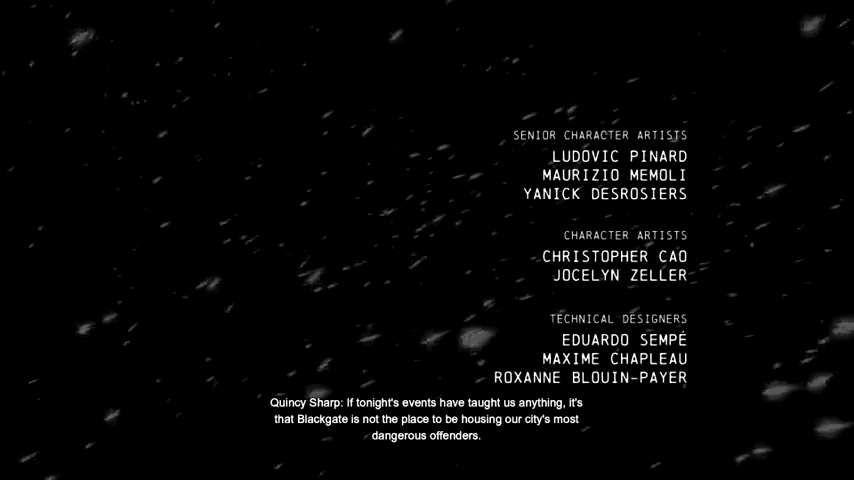 SENIOR CHARACTER ARTISTS
LUDOVIC PINARD
MAURIZIO MEMOLI
YANICK DESROSIERS
CHARACTER ARTISTS
CHRISTOPHER CAO
JOCELYN ZELLER
TECHNICAL DESIGNERS
EDUARDO SEMPÉ
MAXIME CHAPLEAU
ROXANNE BLOUIN-PAYER
Quincy Sharp: If tonight's events have taught us anything, it's
that Blackgate is not the place to be housing our city's most
dangerous offenders.